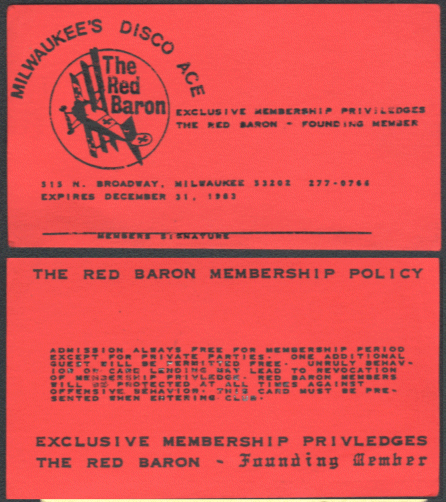 MILWAUKEE'S DISCO ACE
The
Red
Baron
EXCLUSIVE MEMBERSHIP PRIVILEDGES
THE RED BARON - FOUNDING MEMBER
N. BROADWAY, MILWAUKEE 53202
EXPIRES DECEMBER 31, 1983
MEMBERS SIGNATURE
THE RED BARON MEMBERSHIP POLICY
ADMISSION ALWAYS FREE FOR MEMBERSHIP PERIOD
EXCEPT FOR PRIVATE PARTIES. ONE ADDITIONAL
GUEST WILL BE PERMITTED FREE. UNRULY BEHAV-
IOR OR CARD LENDING MAY LEAD TO REVOCATION
OF MEMBERSHIP PRIVLEDGE. RED BARON MEMBERS
WILL BE PROTECTED AT ALL TIMES AGAINST
OFFENSIVE BEHAVIOR. THIS CARD MUST BE PRE-
SENTED WHEN ENTERING CLUB.
EXCLUSIVE MEMBERSHIP PRIVLEDGES
THE RED BARON - Founding Member